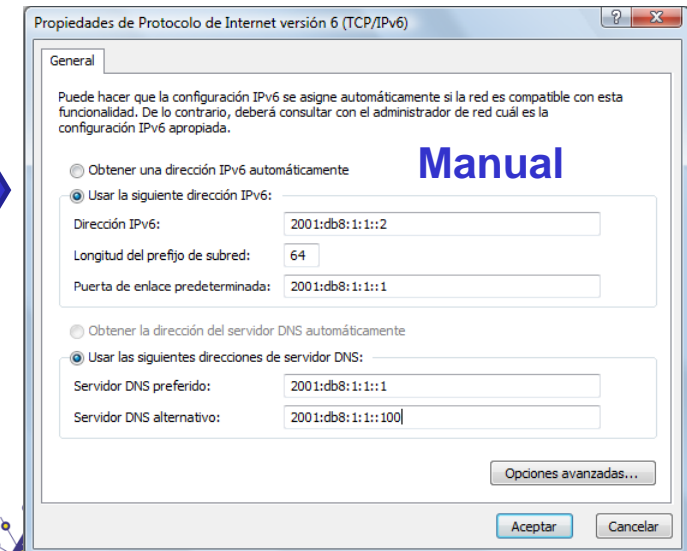 Propiedades de Protocolo de Internet versión 6 (TCP/IPv6)
General
Puede hacer que la configuración IPv6 se asigne automáticamente si la red es compatible con esta
funcionalidad. De lo contrario, deberá consultar con el administrador de red cuál es la
configuración IPv6 apropiada.
Manual
Obtener una dirección IPv6 automáticamente
Usar la siguiente dirección IPv6:
Dirección IPv6: 2001:db8:1:1::2
Longitud del prefijo de subred: 64
Puerta de enlace predeterminada: 2001:db8:1:1::1
Obtener la dirección del servidor DNS automáticamente
Usar las siguientes direcciones de servidor DNS:
Servidor DNS preferido: 2001:db8:1:1::1
Servidor DNS alternativo: 2001:db8:1:1::100
Opciones avanzadas...
Aceptar Cancelar